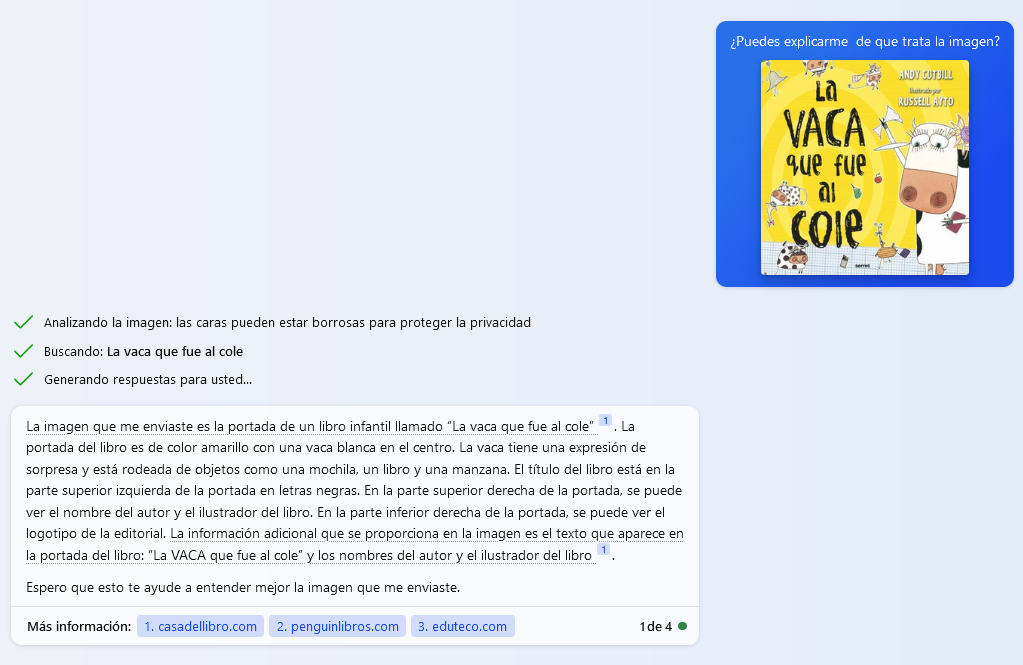 ¿Puedes explicarme  de que trata la imagen?
ANDY CUTBILL
Ilustrado por
RUSSELL AYTO
La
VACA
que fue
al
cole
Analizando la imagen: las caras pueden estar borrosas para proteger la privacidad
Buscando: La vaca que fue al cole
Generando respuestas para usted...
La imagen que me enviaste es la portada de un libro infantil llamado “La vaca que fue al cole” 1 . La
portada del libro es de color amarillo con una vaca blanca en el centro. La vaca tiene una expresión de
sorpresa y está rodeada de objetos como una mochila, un libro y una manzana. El título del libro está en la
parte superior izquierda de la portada en letras negras. En la parte superior derecha de la portada, se puede
ver el nombre del autor y el ilustrador del libro. En la parte inferior derecha de la portada, se puede ver el
logotipo de la editorial. La información adicional que se proporciona en la imagen es el texto que aparece en
la portada del libro: “La VACA que fue al cole” y los nombres del autor y el ilustrador del libro 1 .
Espero que esto te ayude a entender mejor la imagen que me enviaste.
Más información: 1. casadellibro.com 2. penguinlibros.com 3. eduteco.com 1 de 4